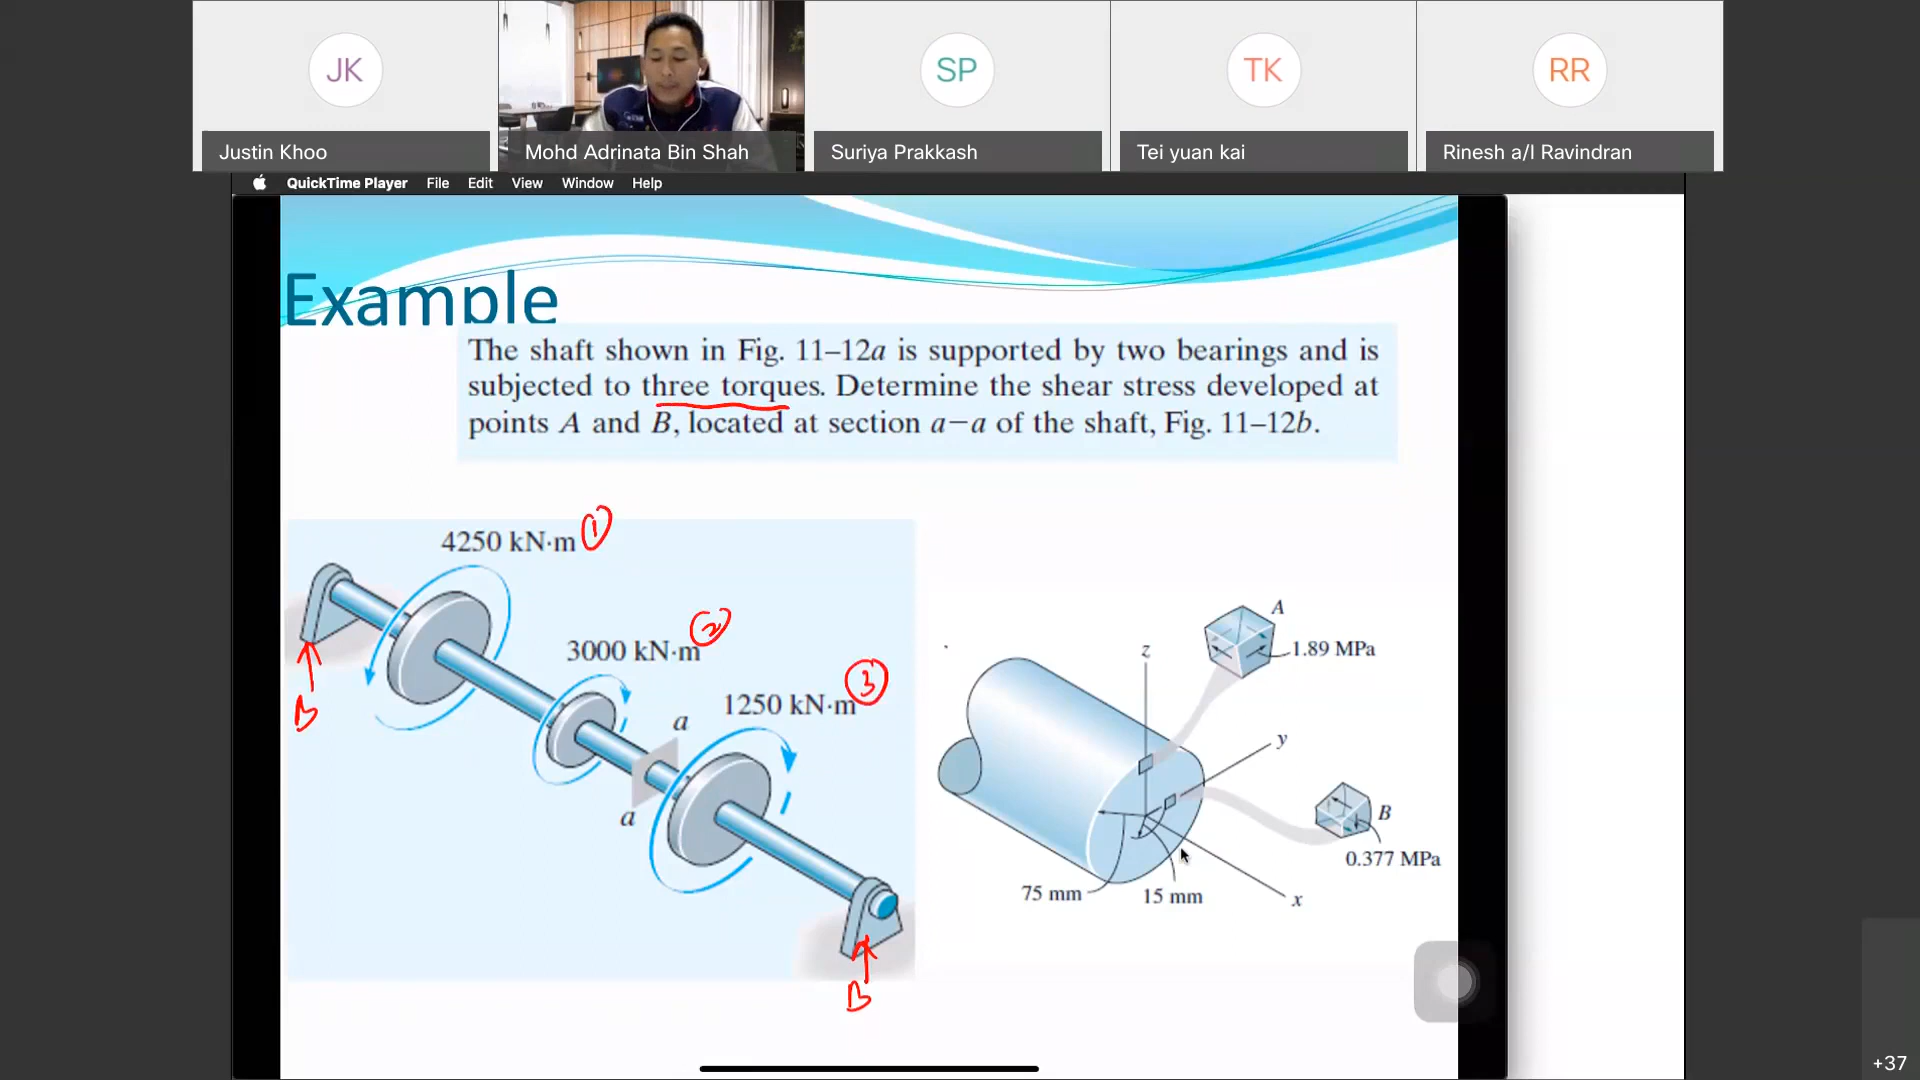 JK
SP
TK
RR
Justin Khoo
Mohd Adrinata Bin Shah
Suriya Prakkash
Tei yuan kai
Rinesh a/l Ravindran
QuickTime Player File Edit View Window Help
Example
The shaft shown in Fig. 11–12a is supported by two bearings and is
subjected to three torques. Determine the shear stress developed at
points A and B, located at section a–a of the shaft, Fig. 11–12b.
4250 kN·m 1
3000 kN·m 2
1250 kN·m 3
a
a
B
B
A
1.89 MPa
z
y
B
0.377 MPa
75 mm
15 mm
x
+37